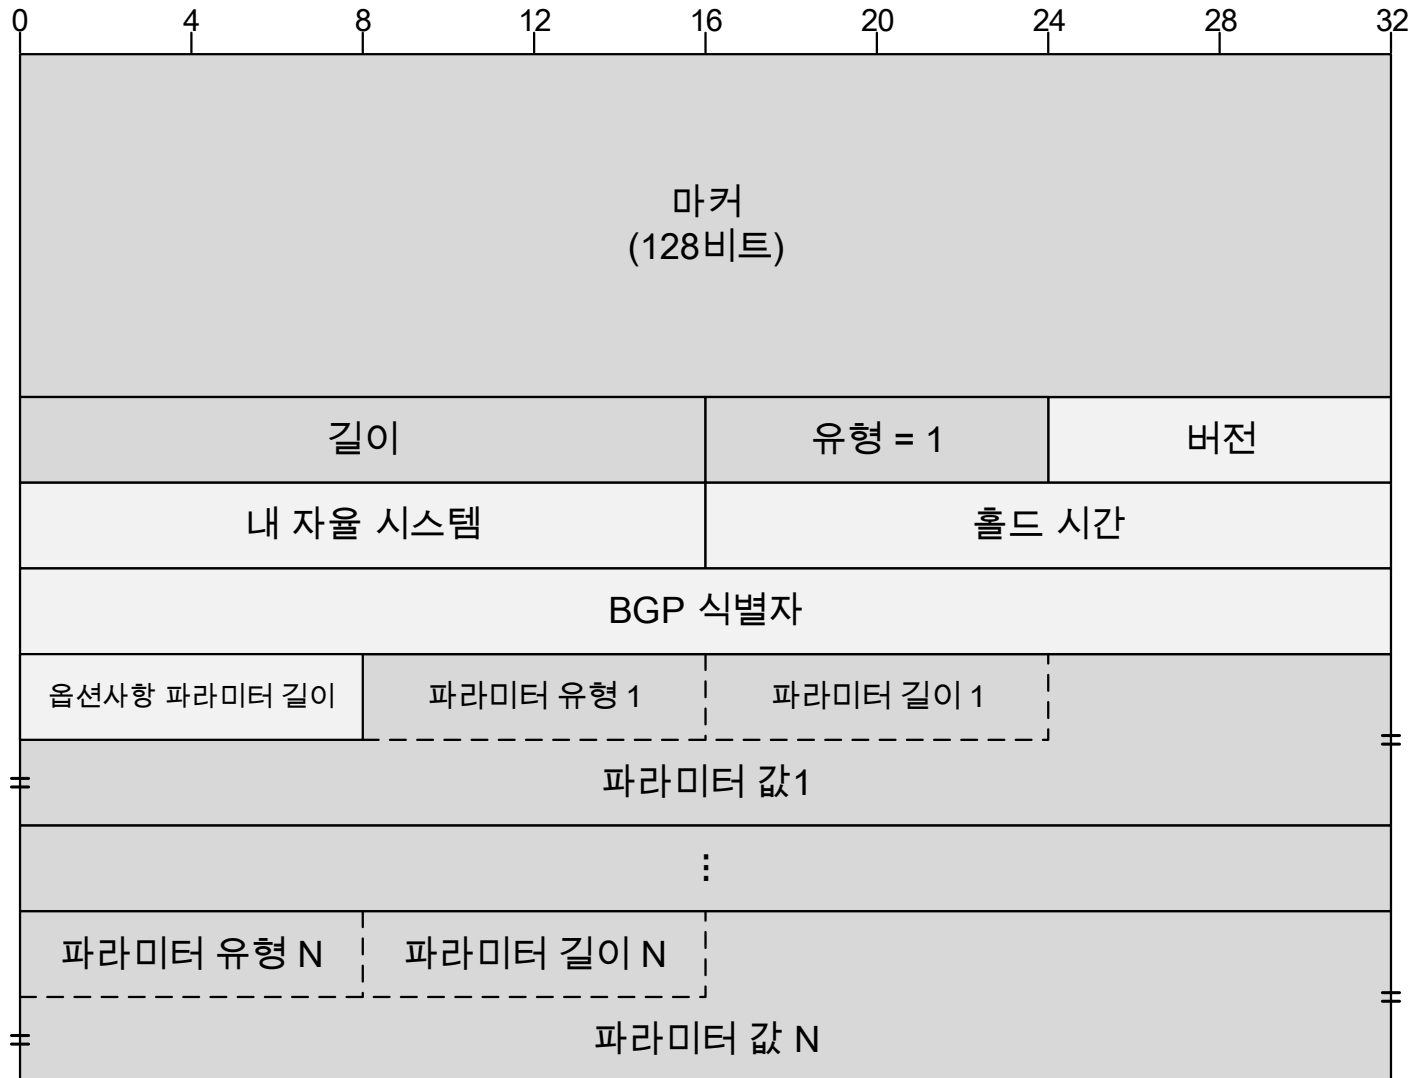 0 4 8 12 16 20 24 28 32
마커
(128비트)
길이 유형 = 1 버전
내 자율 시스템 홀드 시간
BGP 식별자
옵션사항 파라미터 길이 파라미터 유형 1 파라미터 길이 1
파라미터 값1
⋮
파라미터 유형 N 파라미터 길이 N
파라미터 값 N